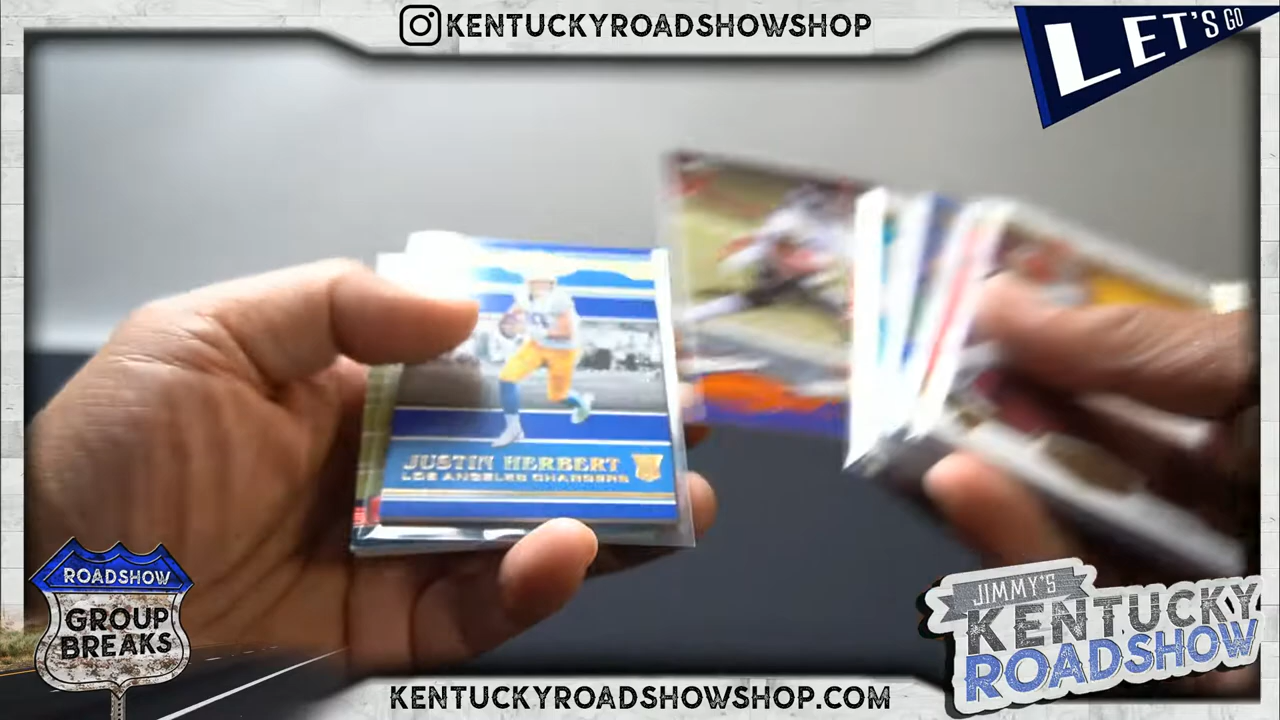 KENTUCKYROADSHOWSHOP
LET'S GO
JUSTIN HERBERT
LOS ANGELES CHARGERS
ROADSHOW
GROUP
BREAKS
JIMMY'S
KENTUCKY
ROADSHOW
KENTUCKYROADSHOWSHOP.COM